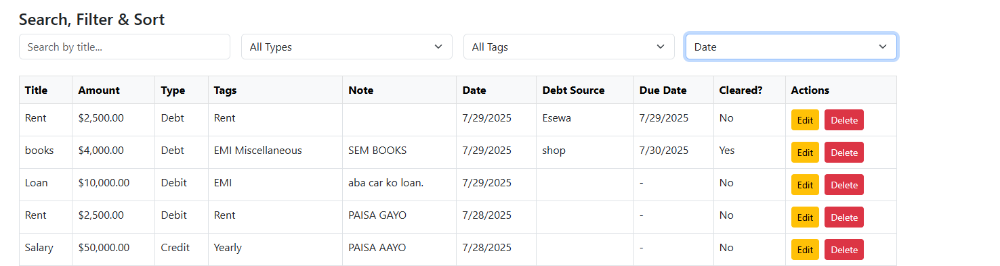 Search, Filter & Sort
Search by title... All Types All Tags Date
Title Amount Type Tags Note Date Debt Source Due Date Cleared? Actions
Rent $2,500.00 Debt Rent 7/29/2025 Esewa 7/29/2025 No Edit Delete
books $4,000.00 Debt EMI Miscellaneous SEM BOOKS 7/29/2025 shop 7/30/2025 Yes Edit Delete
Loan $10,000.00 Debit EMI aba car ko loan. 7/29/2025 - No Edit Delete
Rent $2,500.00 Debit Rent PAISA GAYO 7/28/2025 - No Edit Delete
Salary $50,000.00 Credit Yearly PAISA AAYO 7/28/2025 - No Edit Delete